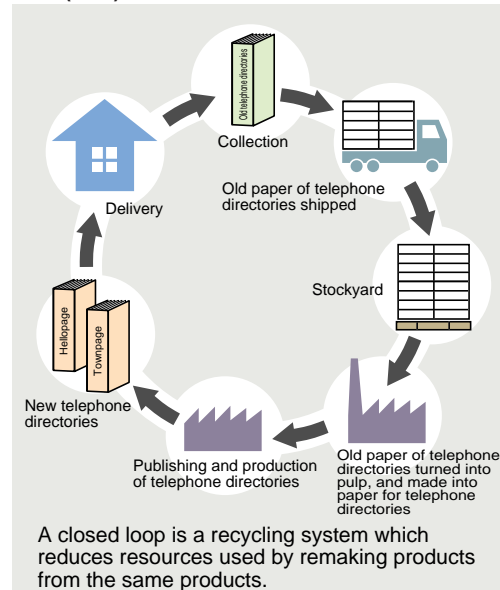 Old telephone directories
Collection
Old paper of telephone
directories shipped
Stockyard
Old paper of telephone
directories turned into
pulp, and made into
paper for telephone
directories
Publishing and production
of telephone directories
Hellopage
Townpage
New telephone
directories
Delivery
A closed loop is a recycling system which
reduces resources used by remaking products
from the same products.